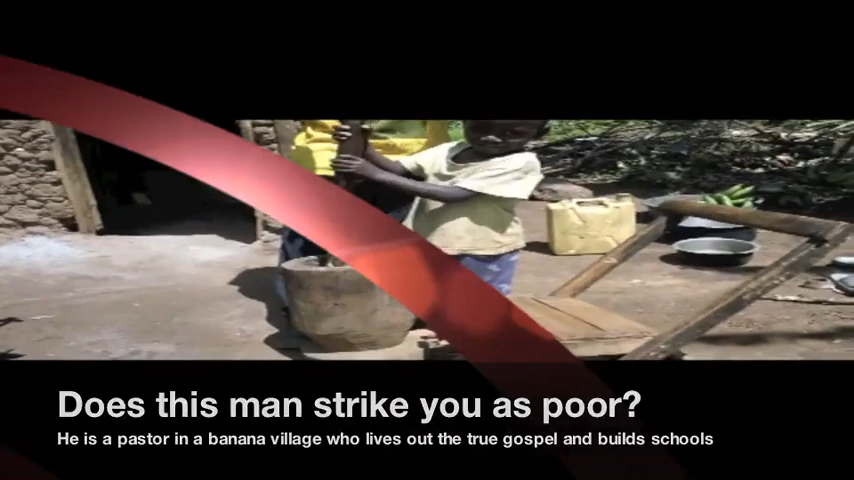 Does this man strike you as poor?
He is a pastor in a banana village who lives out the true gospel and builds schools